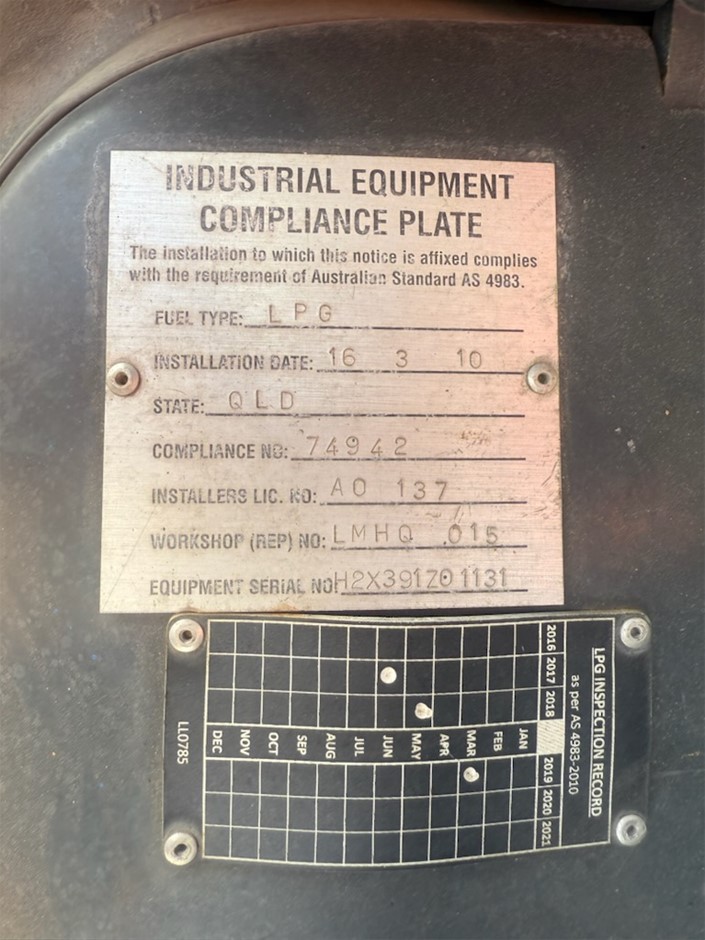 INDUSTRIAL EQUIPMENT
COMPLIANCE PLATE
The installation to which this notice is affixed complies
with the requirement of Australian Standard AS 4983.
FUEL TYPE: LPG
INSTALLATION DATE: 16 3 10
STATE: QLD
COMPLIANCE NO: 74942
INSTALLERS LIC. NO: AO 137
WORKSHOP (REP) NO: LMHQ 015
EQUIPMENT SERIAL NO: H2X391Z01131
LPG INSPECTION RECORD
as per AS 4983-2010
2016 2017 2018 2019 2020 2021
JAN
FEB
MAR
APR
MAY
JUN
JUL
AUG
SEP
OCT
NOV
DEC
LL0785